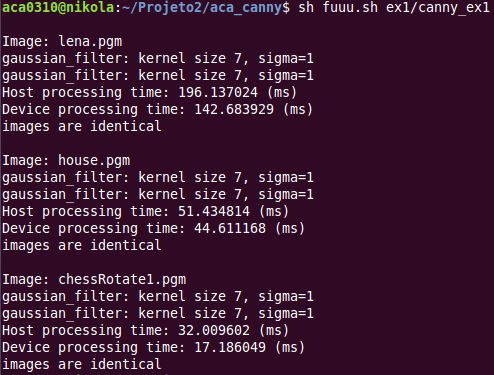 aca0310@nikola:~/Projeto2/aca_canny$ sh fuuu.sh ex1/canny_ex1
Image: lena.pgm
gaussian_filter: kernel size 7, sigma=1
gaussian_filter: kernel size 7, sigma=1
Host processing time: 196.137024 (ms)
Device processing time: 142.683929 (ms)
images are identical
Image: house.pgm
gaussian_filter: kernel size 7, sigma=1
gaussian_filter: kernel size 7, sigma=1
Host processing time: 51.434814 (ms)
Device processing time: 44.611168 (ms)
images are identical
Image: chessRotate1.pgm
gaussian_filter: kernel size 7, sigma=1
gaussian_filter: kernel size 7, sigma=1
Host processing time: 32.009602 (ms)
Device processing time: 17.186049 (ms)
images are identical